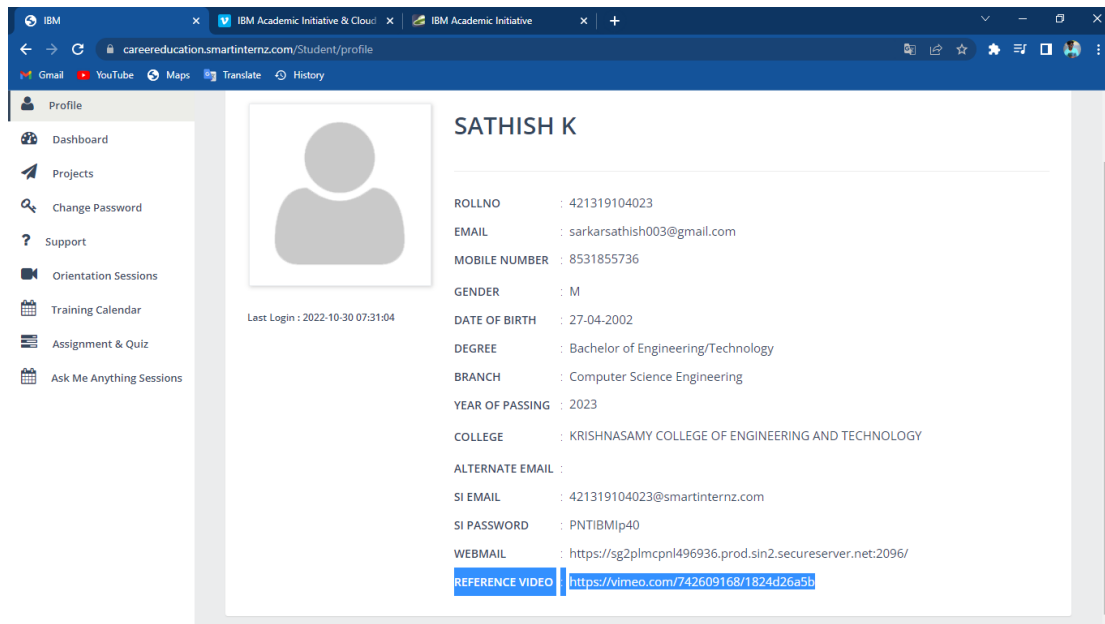 IBM
IBM Academic Initiative & Cloud
IBM Academic Initiative
careereducation.smartinternz.com/Student/profile
Gmail YouTube Maps Translate History
Profile
Dashboard
Projects
Change Password
Support
Orientation Sessions
Training Calendar
Assignment & Quiz
Ask Me Anything Sessions
Last Login : 2022-10-30 07:31:04
SATHISH K
ROLLNO : 421319104023
EMAIL : sarkarsathish003@gmail.com
MOBILE NUMBER : 8531855736
GENDER : M
DATE OF BIRTH : 27-04-2002
DEGREE : Bachelor of Engineering/Technology
BRANCH : Computer Science Engineering
YEAR OF PASSING : 2023
COLLEGE : KRISHNASAMY COLLEGE OF ENGINEERING AND TECHNOLOGY
ALTERNATE EMAIL :
SI EMAIL : 421319104023@smartinternz.com
SI PASSWORD : PNTIBMIp40
WEBMAIL : https://sg2plmcpnl496936.prod.sin2.secureserver.net:2096/
REFERENCE VIDEO : https://vimeo.com/742609168/1824d26a5b